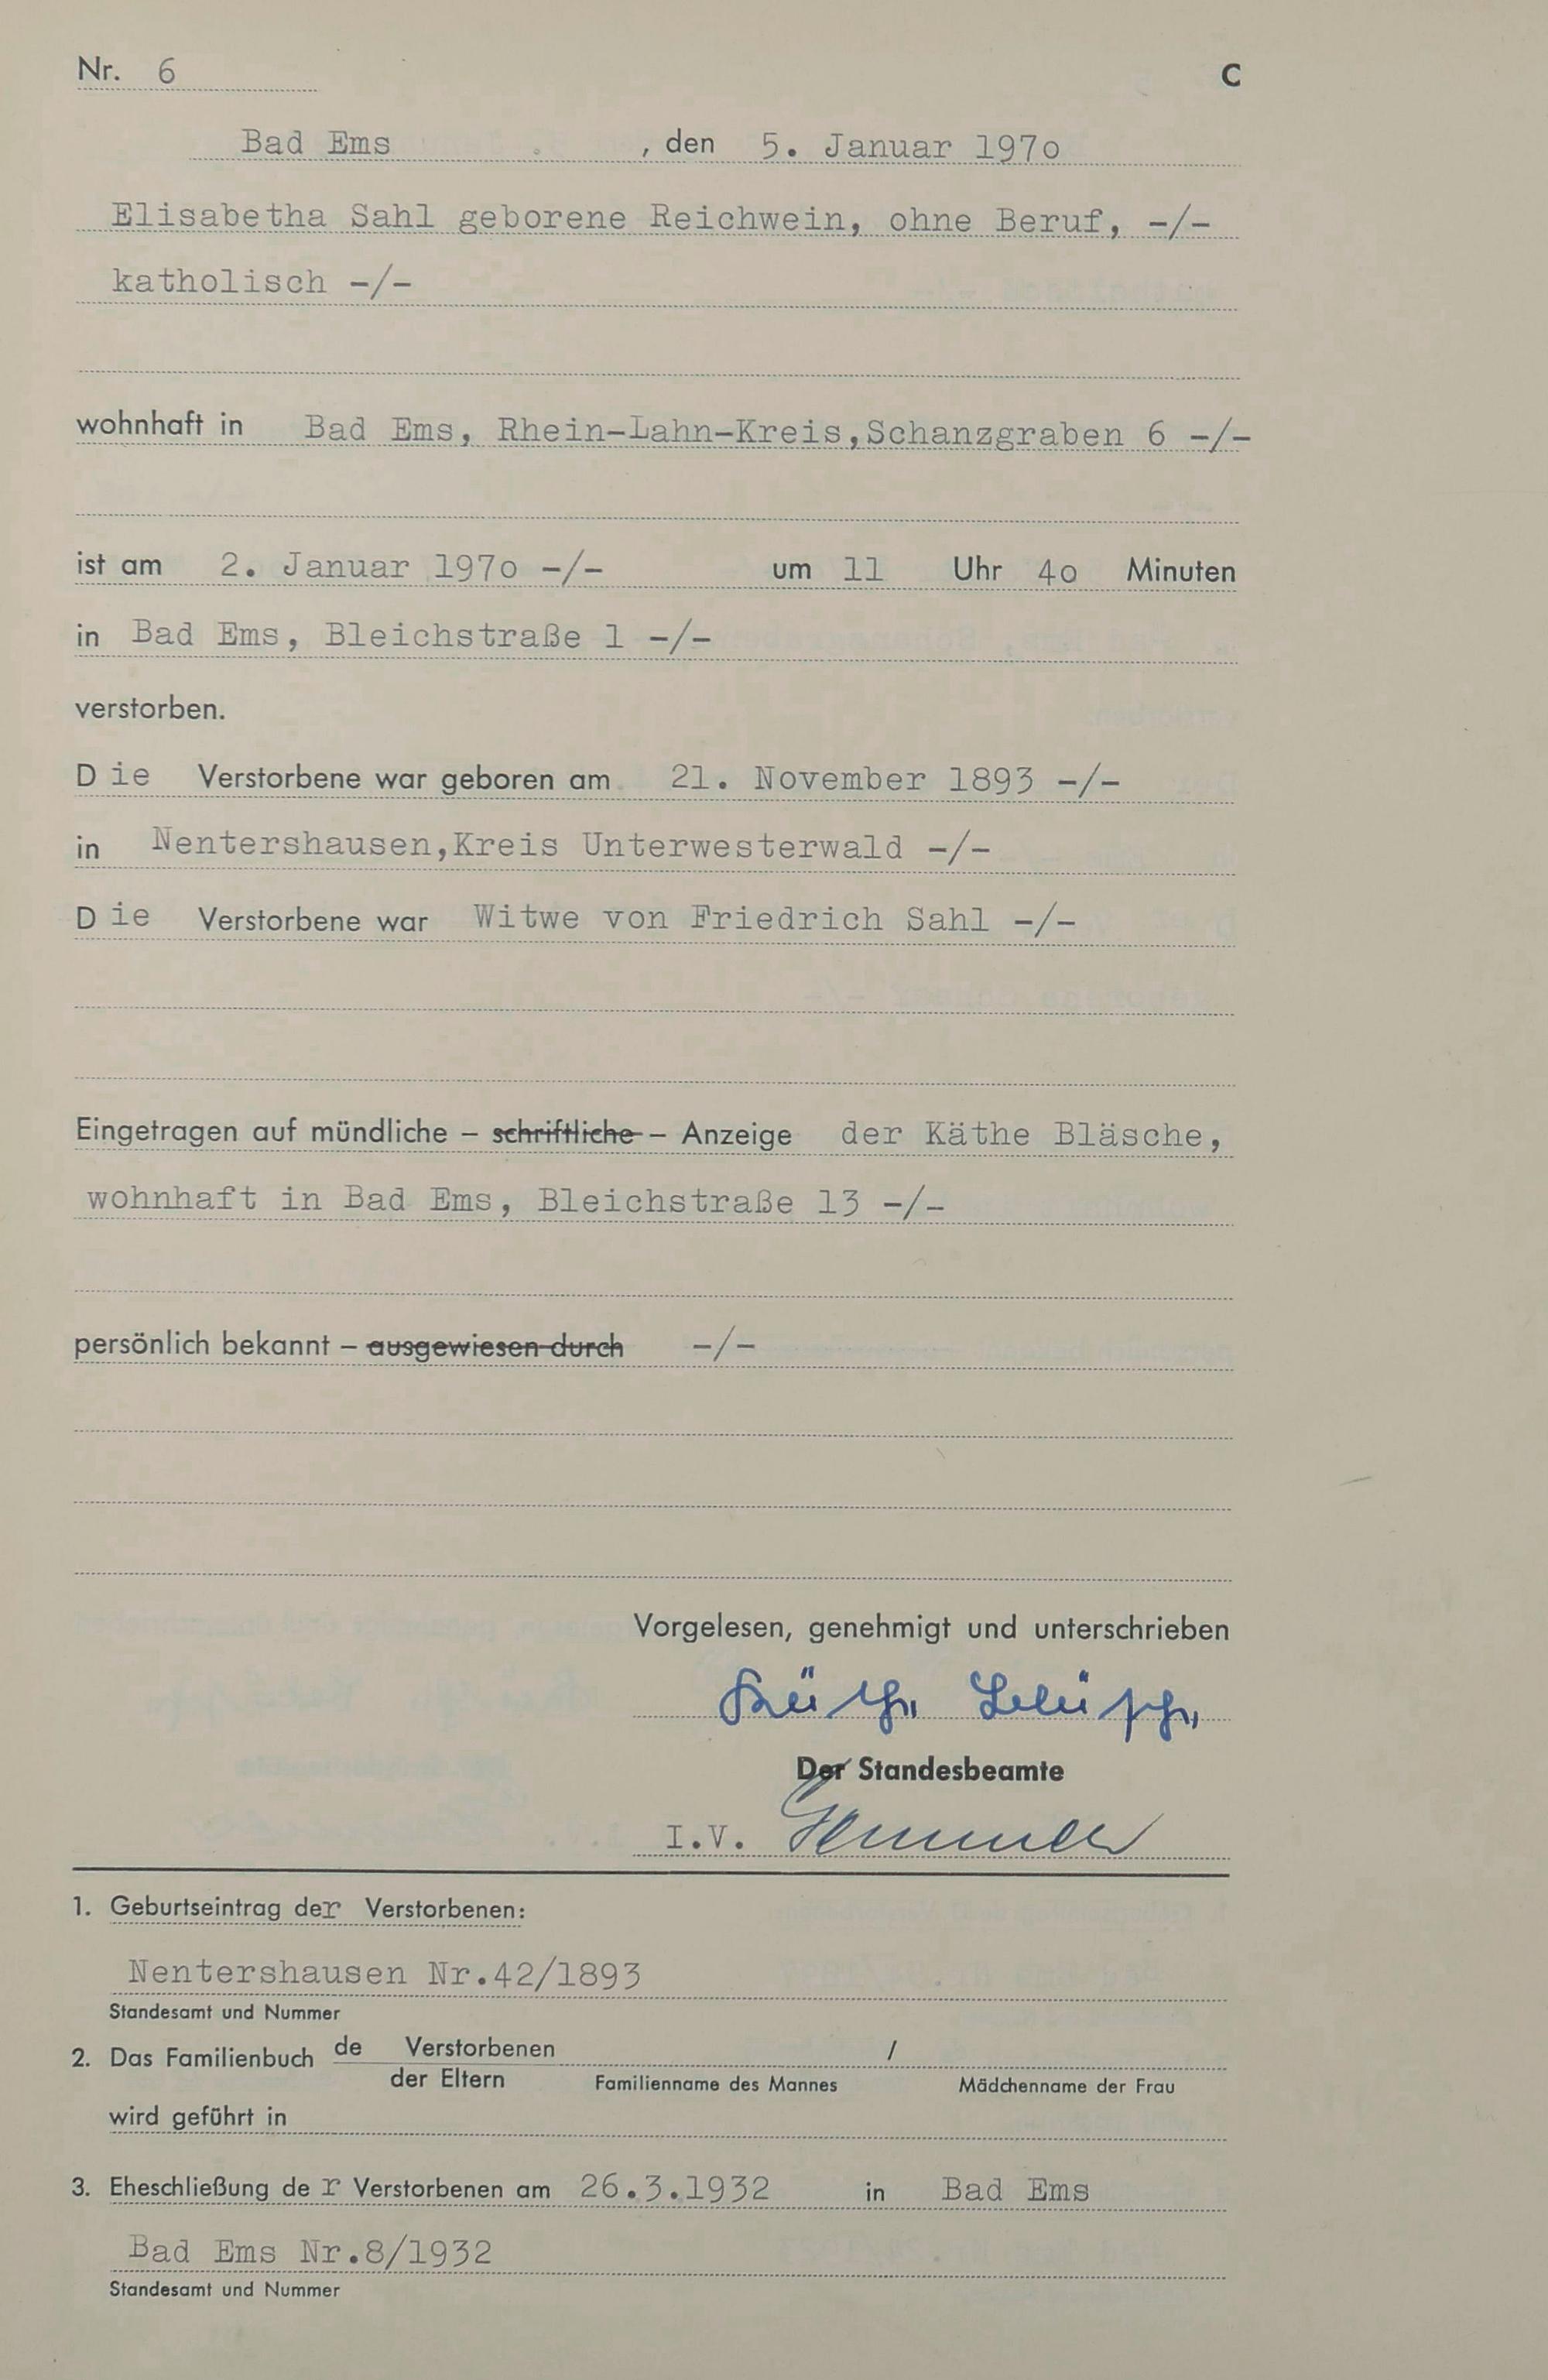 Nr. 6 C
Bad Ems , den 5. Januar 1970
Elisabetha Sahl geborene Reichwein, ohne Beruf, -/-
katholisch -/-
wohnhaft in Bad Ems, Rhein-Lahn-Kreis,Schanzgraben 6 -/-
ist am 2. Januar 1970 -/- um 11 Uhr 40 Minuten
in Bad Ems, Bleichstraße 1 -/-
verstorben.
Die Verstorbene war geboren am 21. November 1893 -/-
in Nentershausen,Kreis Unterwesterwald -/-
Die Verstorbene war Witwe von Friedrich Sahl -/-
Eingetragen auf mündliche – schriftliche – Anzeige der Käthe Bläsche,
wohnhaft in Bad Ems, Bleichstraße 13 -/-
persönlich bekannt – ausgewiesen durch -/-
Vorgelesen, genehmigt und unterschrieben
Käthe Bläsche
Der Standesbeamte
I.V.
1. Geburtseintrag der Verstorbenen:
Nentershausen Nr.42/1893
Standesamt und Nummer
2. Das Familienbuch de Verstorbenen /
der Eltern Familienname des Mannes Mädchenname der Frau
wird geführt in
3. Eheschließung der Verstorbenen am 26.3.1932 in Bad Ems
Bad Ems Nr.8/1932
Standesamt und Nummer